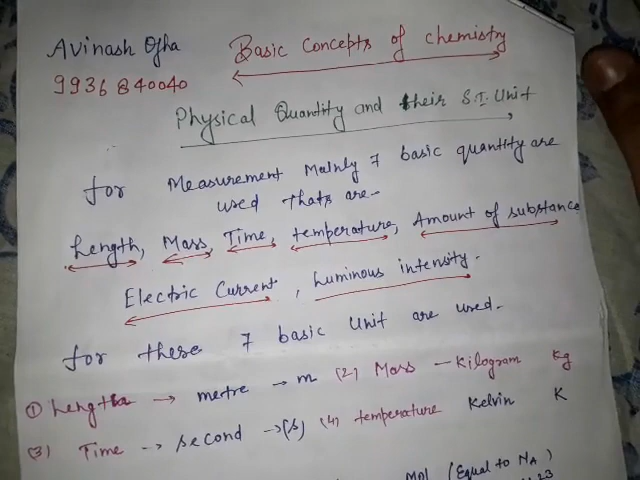 Avinash Ojha
Basic Concepts of chemistry
9936840040
Physical Quantity and their S.I. Unit
for Measurement Mainly 7 basic quantity are
used thats are-
Length, Mass, Time, temperature, Amount of substance
Electric Current, Luminous intensity.
for these 7 basic Unit are used.
① Length → metre → m (2) Mass - Kilogram Kg
(3) Time → second → (s) (4) temperature Kelvin K
Mol (Equal to NA)
23